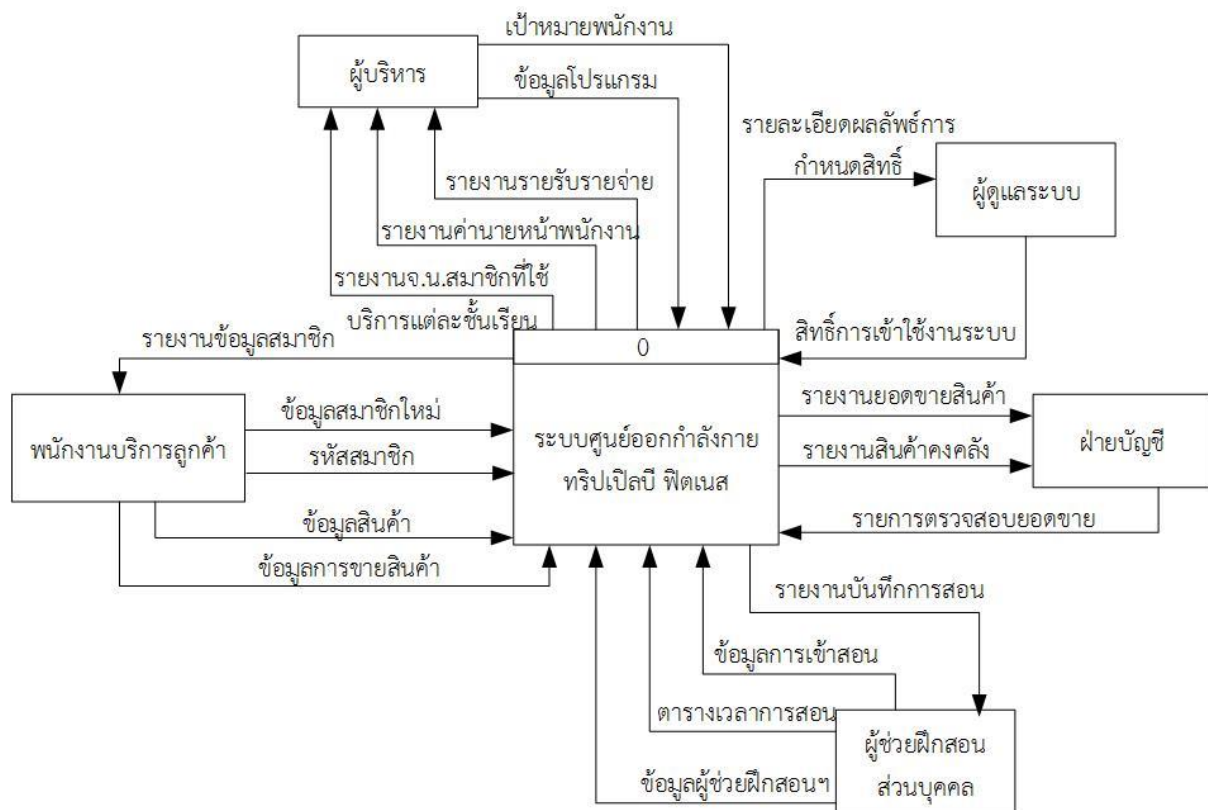 เป้าหมายพนักงาน
ผู้บริหาร
ข้อมูลโปรแกรม
รายละเอียดผลลัพธ์การ
กำหนดสิทธิ์
ผู้ดูแลระบบ
รายงานรายรับรายจ่าย
รายงานค่านายหน้าพนักงาน
รายงานจ.น.สมาชิกที่ใช้
บริการแต่ละชั้นเรียน
สิทธิ์การเข้าใช้งานระบบ
รายงานข้อมูลสมาชิก
0
พนักงานบริการลูกค้า
ข้อมูลสมาชิกใหม่
รหัสสมาชิก
ข้อมูลสินค้า
ข้อมูลการขายสินค้า
ระบบศูนย์ออกกำลังกาย
ทริปเปิลบี ฟิตเนส
รายงานยอดขายสินค้า
รายงานสินค้าคงคลัง
ฝ่ายบัญชี
รายการตรวจสอบยอดขาย
รายงานบันทึกการสอน
ข้อมูลการเข้าสอน
ตารางเวลาการสอน
ข้อมูลผู้ช่วยฝึกสอนฯ
ผู้ช่วยฝึกสอน
ส่วนบุคคล